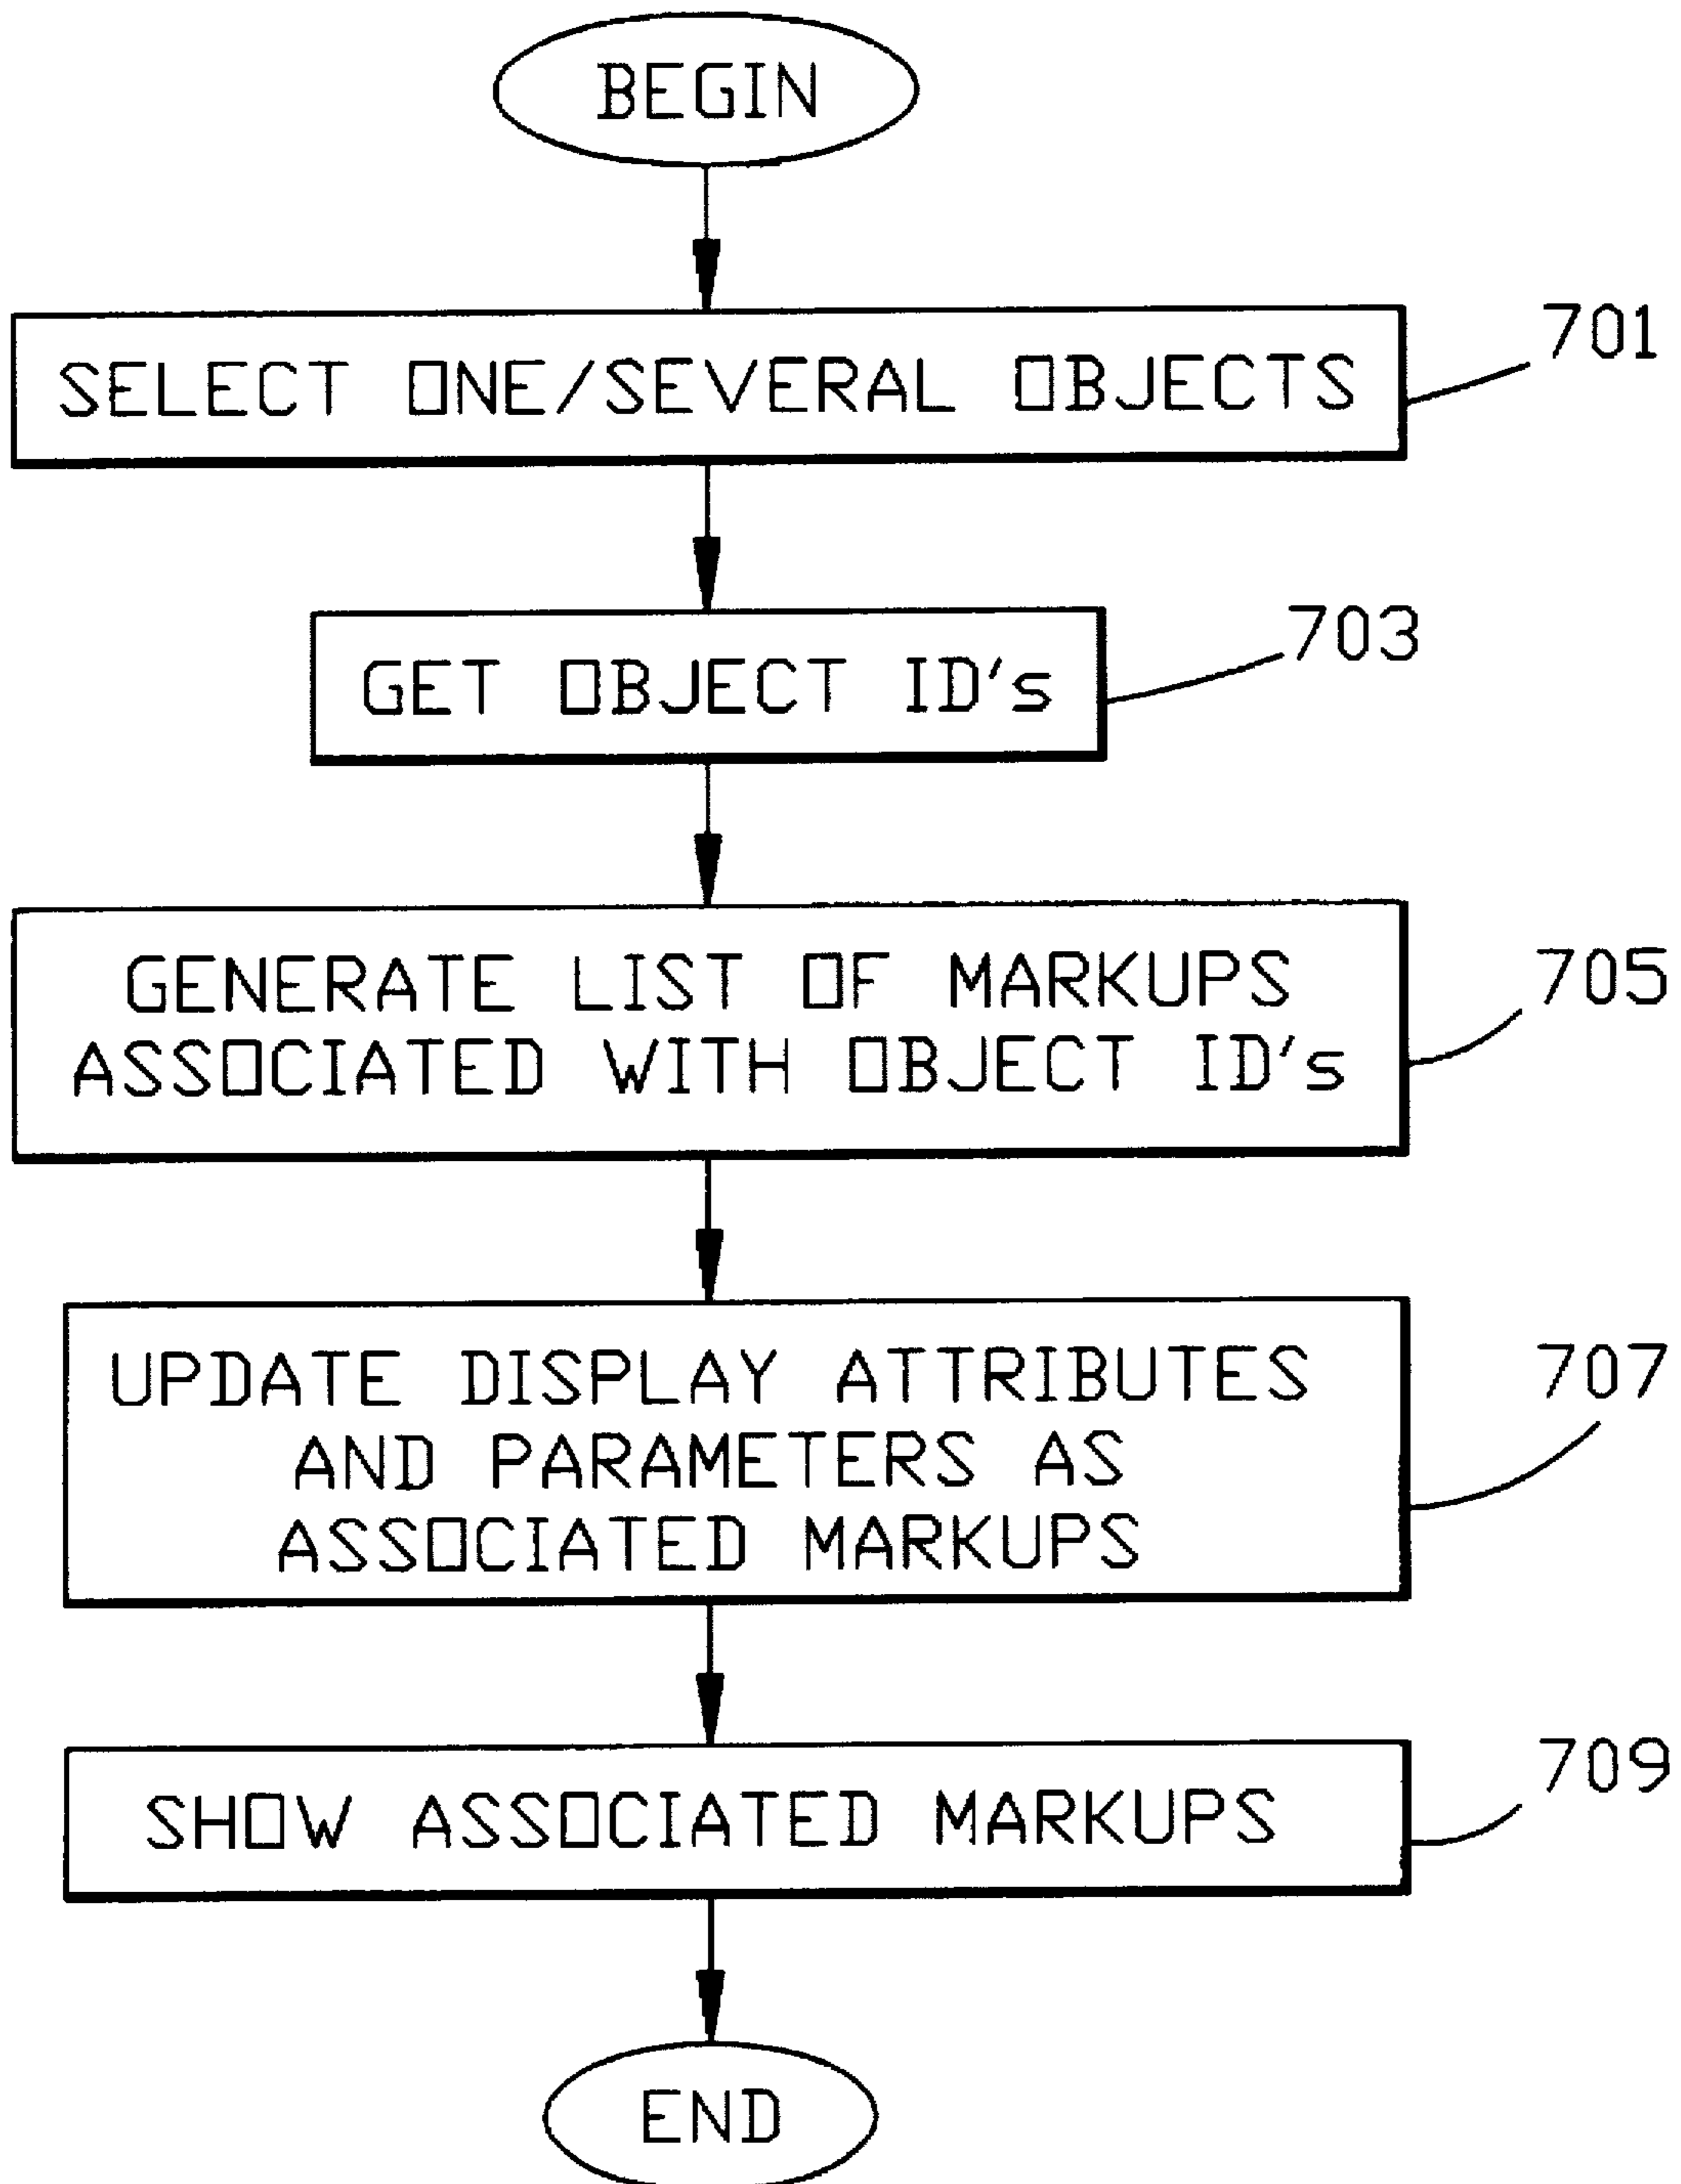 BEGIN
SELECT ONE/SEVERAL OBJECTS
701
GET OBJECT ID's
703
GENERATE LIST OF MARKUPS
ASSOCIATED WITH OBJECT ID's
705
UPDATE DISPLAY ATTRIBUTES
AND PARAMETERS AS
ASSOCIATED MARKUPS
707
SHOW ASSOCIATED MARKUPS
709
END